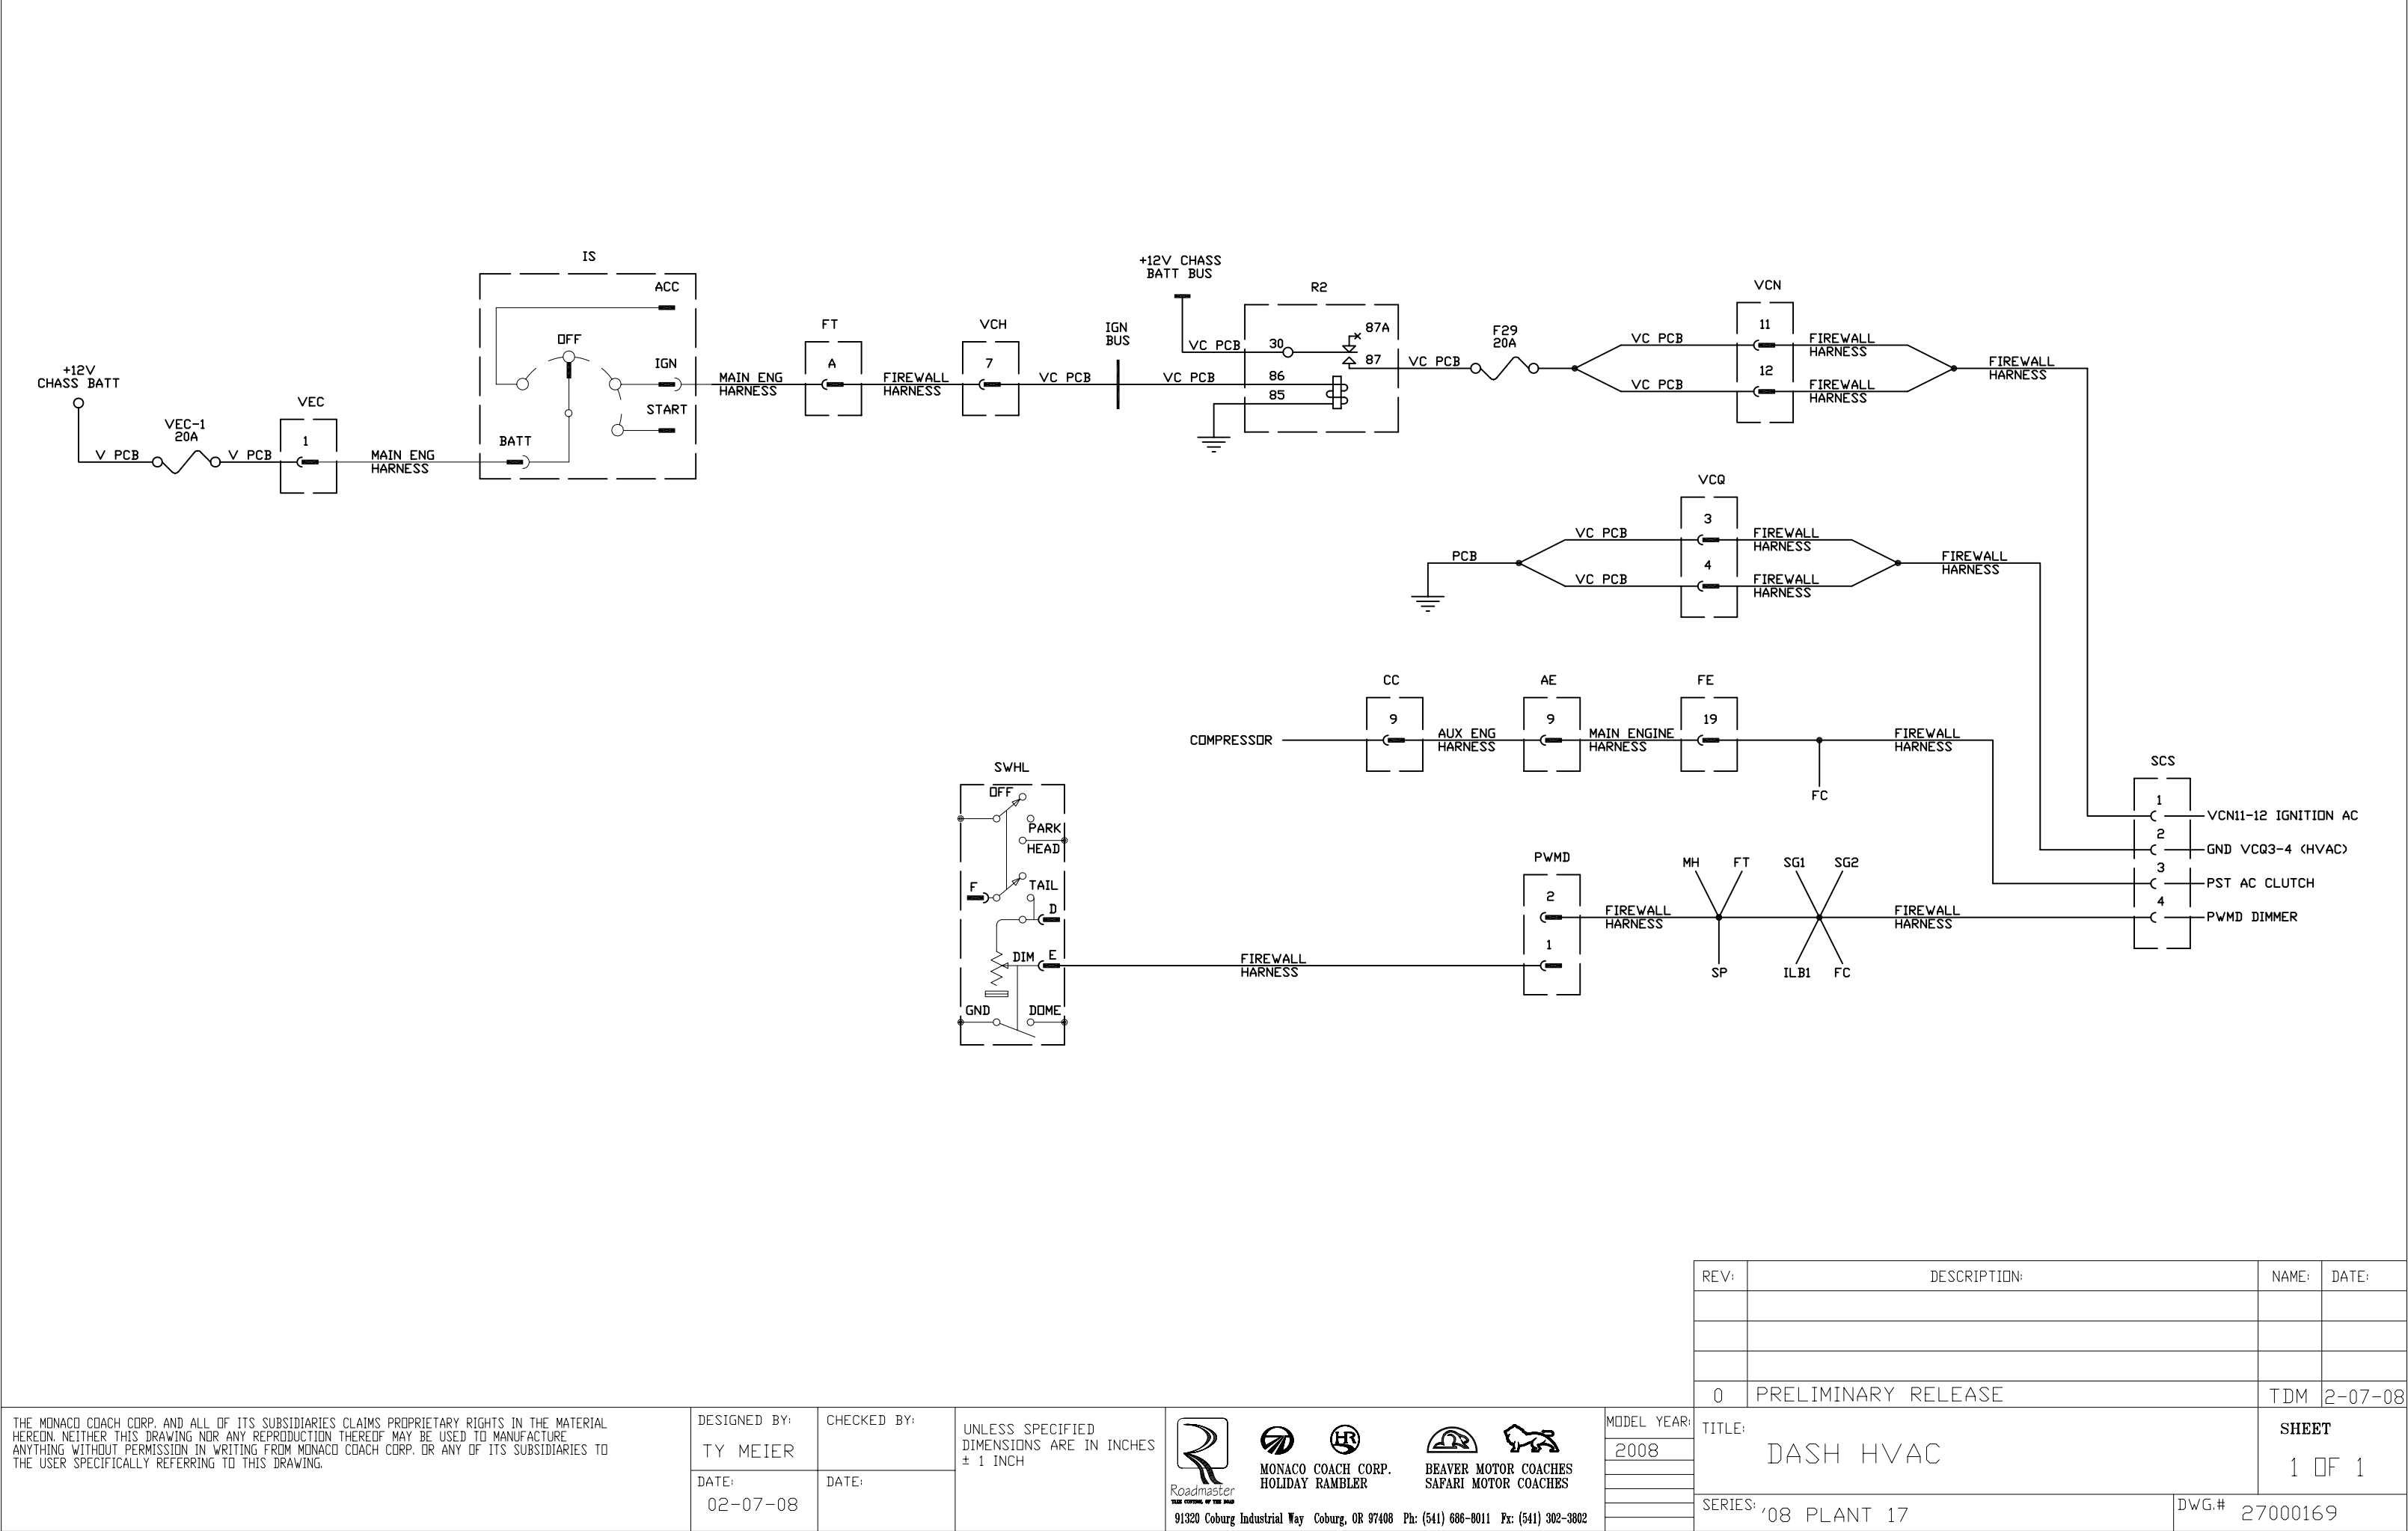 IS
ACC
OFF
IGN
START
BATT
+12V
CHASS BATT
V PCB
VEC-1
20A
V PCB
VEC
1
MAIN ENG
HARNESS
MAIN ENG
HARNESS
FT
A
FIREWALL
HARNESS
VCH
7
VC PCB
IGN
BUS
VC PCB
+12V CHASS
BATT BUS
VC PCB
R2
30
87A
87
86
85
VC PCB
F29
20A
VC PCB
VC PCB
VCN
11
12
FIREWALL
HARNESS
FIREWALL
HARNESS
FIREWALL
HARNESS
PCB
VC PCB
VC PCB
VCQ
3
4
FIREWALL
HARNESS
FIREWALL
HARNESS
FIREWALL
HARNESS
COMPRESSOR
CC
9
AUX ENG
HARNESS
AE
9
MAIN ENGINE
HARNESS
FE
19
FC
FIREWALL
HARNESS
SWHL
OFF
PARK
HEAD
F
TAIL
D
DIM
E
GND
DOME
FIREWALL
HARNESS
PWMD
2
1
FIREWALL
HARNESS
MH
FT
SP
SG1
SG2
ILB1
FC
FIREWALL
HARNESS
SCS
1
VCN11-12 IGNITION AC
2
GND VCQ3-4 (HVAC)
3
PST AC CLUTCH
4
PWMD DIMMER
REV:
DESCRIPTION:
NAME:
DATE:
0
PRELIMINARY RELEASE
TDM
2-07-08
THE MONACO COACH CORP. AND ALL OF ITS SUBSIDIARIES CLAIMS PROPRIETARY RIGHTS IN THE MATERIAL
HEREON. NEITHER THIS DRAWING NOR ANY REPRODUCTION THEREOF MAY BE USED TO MANUFACTURE
ANYTHING WITHOUT PERMISSION IN WRITING FROM MONACO COACH CORP. OR ANY OF ITS SUBSIDIARIES TO
THE USER SPECIFICALLY REFERRING TO THIS DRAWING.
DESIGNED BY:
TY MEIER
DATE:
02-07-08
CHECKED BY:
DATE:
UNLESS SPECIFIED
DIMENSIONS ARE IN INCHES
± 1 INCH
Roadmaster
TAKE CONTROL OF THE ROAD
HR
MONACO COACH CORP.
HOLIDAY RAMBLER
BEAVER MOTOR COACHES
SAFARI MOTOR COACHES
91320 Coburg Industrial Way Coburg, OR 97408 Ph: (541) 686-8011 Fx: (541) 302-3802
MODEL YEAR:
2008
TITLE:
DASH HVAC
SHEET
1 OF 1
SERIES:
'08 PLANT 17
DWG.#
27000169